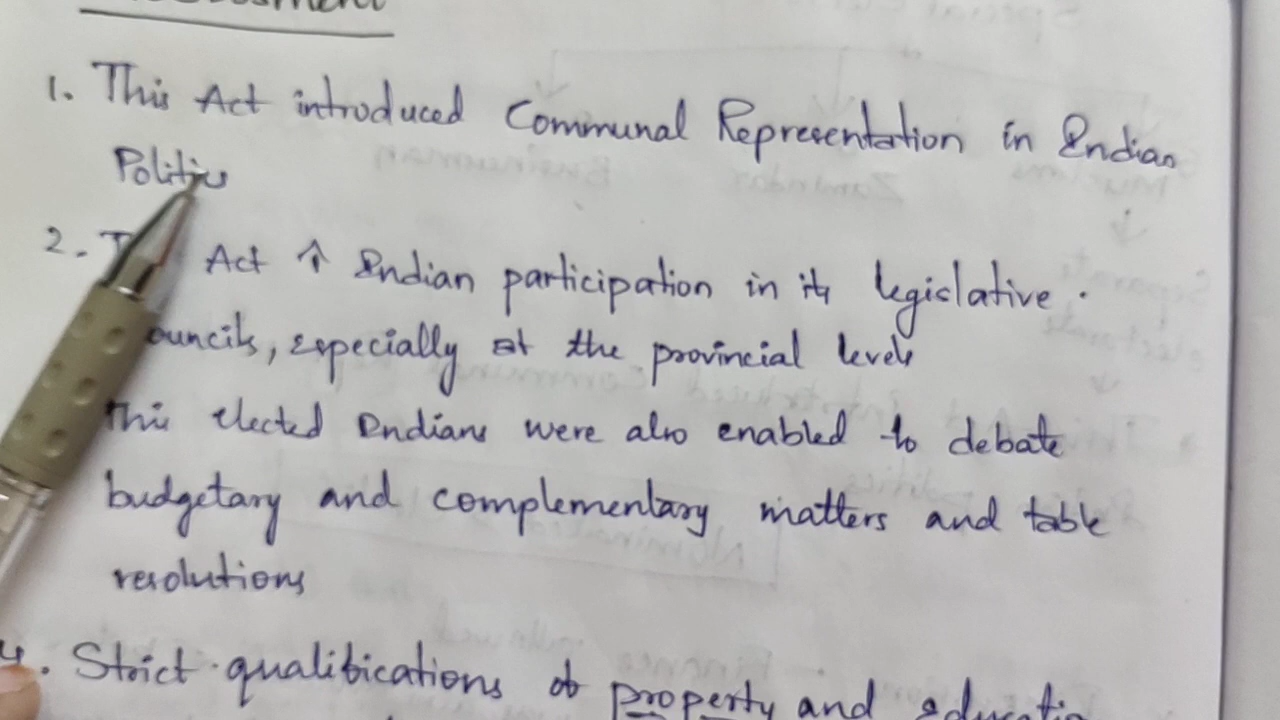 1. This Act introduced Communal Representation in Indian
Politics
2. Act ↑ Indian participation in its legislative
ouncils, especially at the provincial levels
This elected Indians were also enabled to debate
budgetary and complementary matters and table
resolutions
4. Strict qualifications of property and educatio